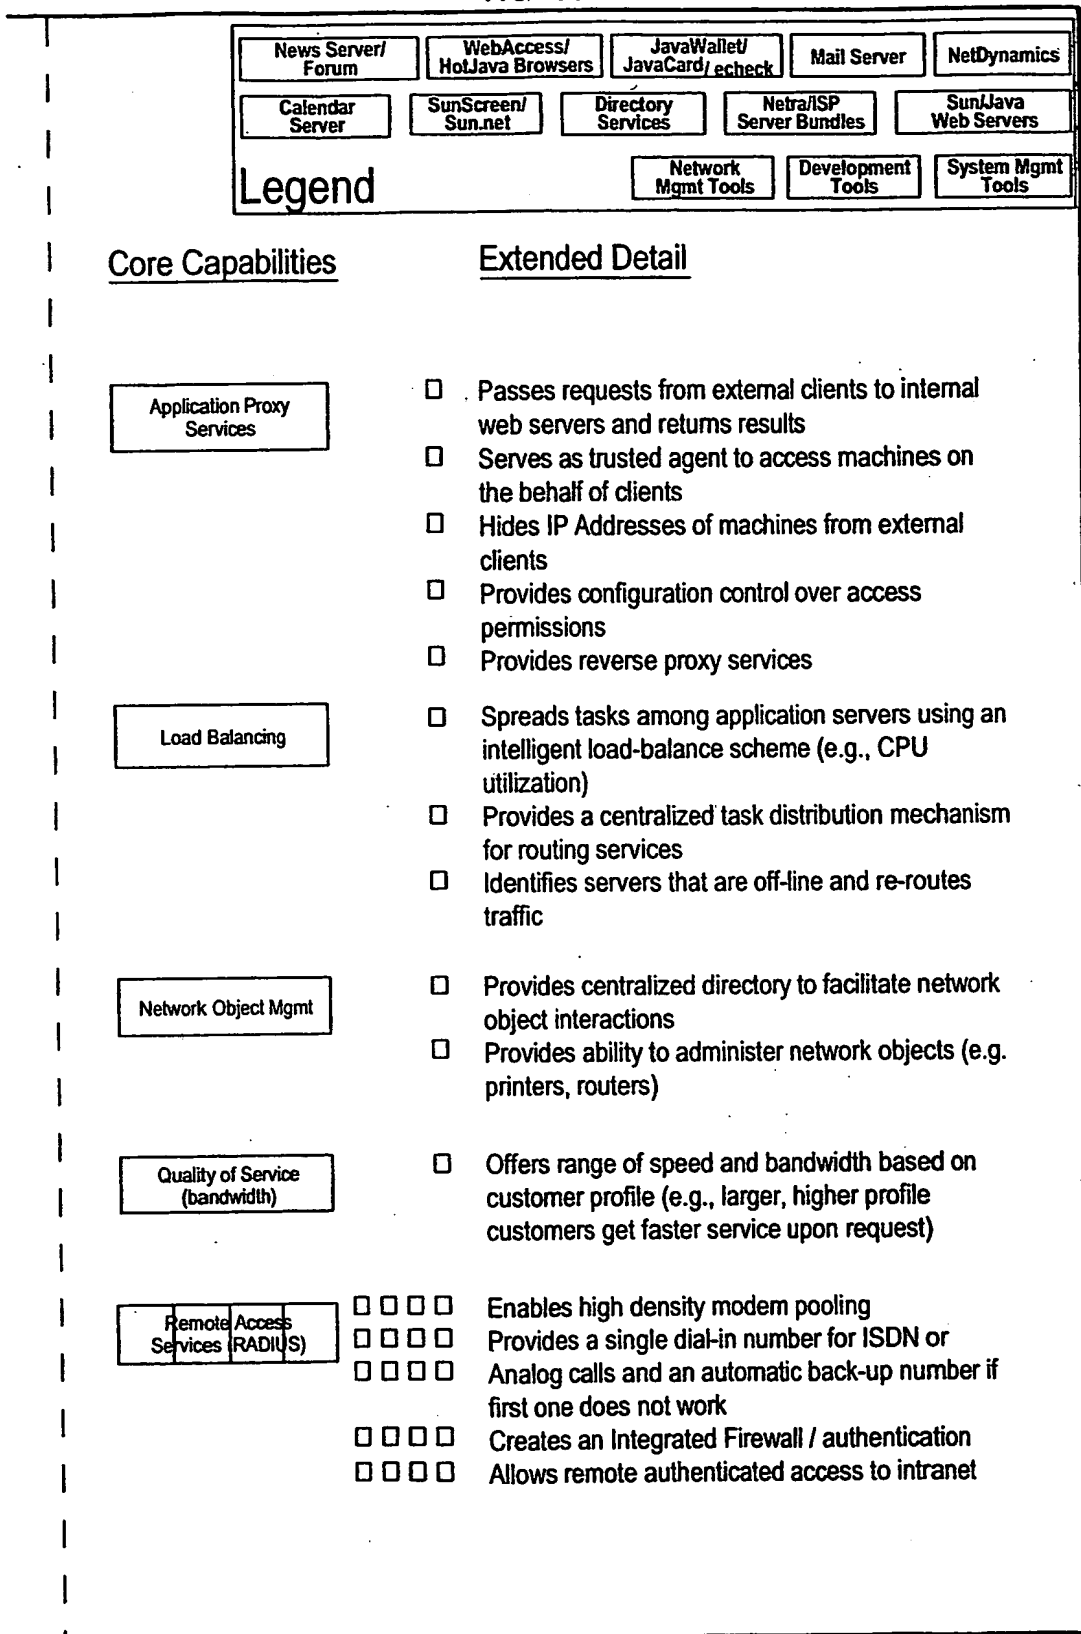 News Server/
Forum
WebAccess/
HotJava Browsers
JavaWallet/
JavaCard/ echeck
Mail Server
NetDynamics
Calendar
Server
SunScreen/
Sun.net
Directory
Services
Netra/ISP
Server Bundles
Sun/Java
Web Servers
Legend
Network
Mgmt Tools
Development
Tools
System Mgmt
Tools
Core Capabilities
Extended Detail
Application Proxy
Services
Passes requests from external clients to internal
web servers and returns results
Serves as trusted agent to access machines on
the behalf of clients
Hides IP Addresses of machines from external
clients
Provides configuration control over access
permissions
Provides reverse proxy services
Load Balancing
Spreads tasks among application servers using an
intelligent load-balance scheme (e.g., CPU
utilization)
Provides a centralized task distribution mechanism
for routing services
Identifies servers that are off-line and re-routes
traffic
Network Object Mgmt
Provides centralized directory to facilitate network
object interactions
Provides ability to administer network objects (e.g.
printers, routers)
Quality of Service
(bandwidth)
Offers range of speed and bandwidth based on
customer profile (e.g., larger, higher profile
customers get faster service upon request)
Remote Access
Services (RADIUS)
Enables high density modem pooling
Provides a single dial-in number for ISDN or
Analog calls and an automatic back-up number if
first one does not work
Creates an Integrated Firewall / authentication
Allows remote authenticated access to intranet